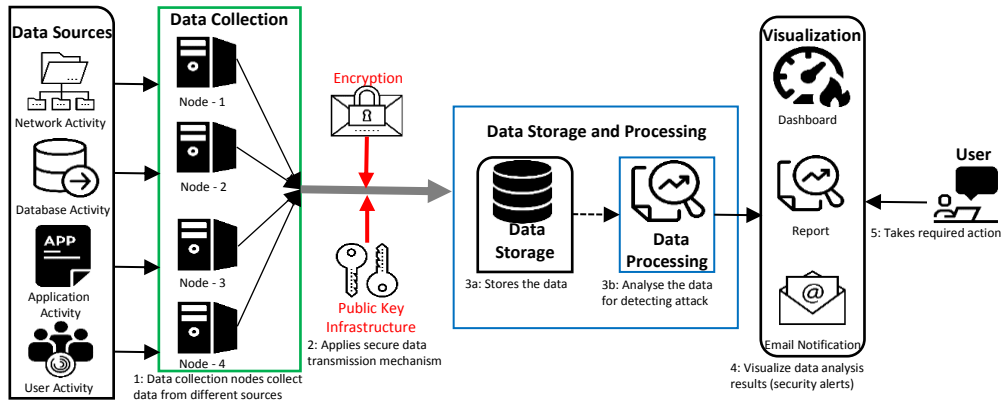 Data Sources
Network Activity
Database Activity
APP
Application
Activity
User Activity
Data Collection
Node - 1
Node - 2
Node - 3
Node - 4
1: Data collection nodes collect
data from different sources
Encryption
Public Key
Infrastructure
2: Applies secure data
transmission mechanism
Data Storage and Processing
Data
Storage
3a: Stores the data
Data
Processing
3b: Analyse the data
for detecting attack
Visualization
Dashboard
Report
@
Email Notification
4: Visualize data analysis
results (security alerts)
User
5: Takes required action